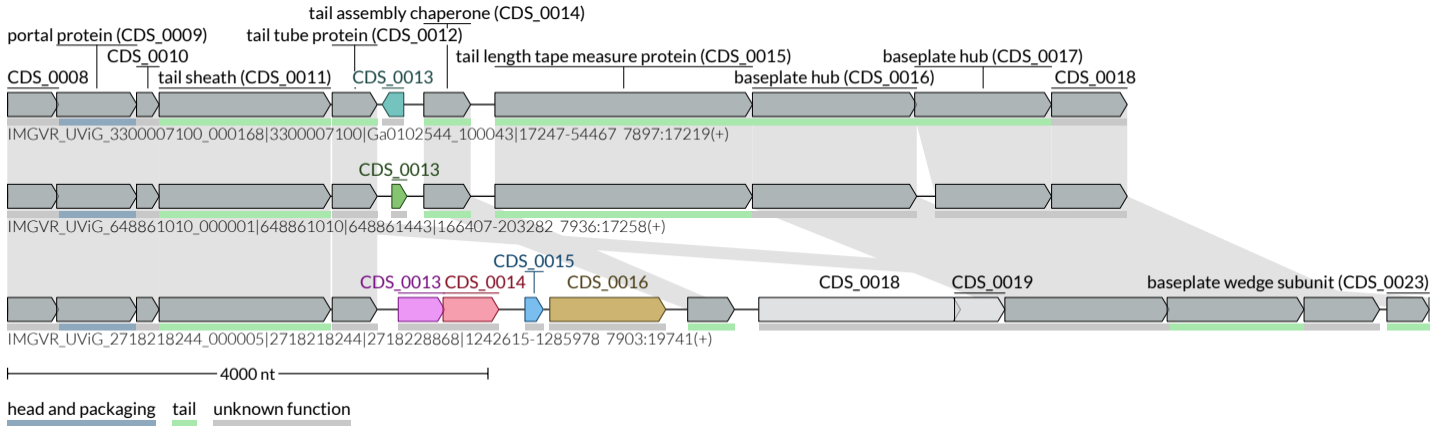 tail assembly chaperone (CDS_0014)
portal protein (CDS_0009) tail tube protein (CDS_0012)
CDS_0010 tail length tape measure protein (CDS_0015) baseplate hub (CDS_0017)
CDS_0008 tail sheath (CDS_0011) CDS_0013 baseplate hub (CDS_0016) CDS_0018
IMGVR_UViG_3300007100_000168|3300007100|Ga0102544_100043|17247-54467 7897:17219(+)
CDS_0013
IMGVR_UViG_648861010_000001|648861010|648861443|166407-203282 7936:17258(+)
CDS_0015
CDS_0013 CDS_0014 CDS_0016 CDS_0018 CDS_0019 baseplate wedge subunit (CDS_0023)
IMGVR_UViG_2718218244_000005|2718218244|2718228868|1242615-1285978 7903:19741(+)
4000 nt
head and packaging tail unknown function